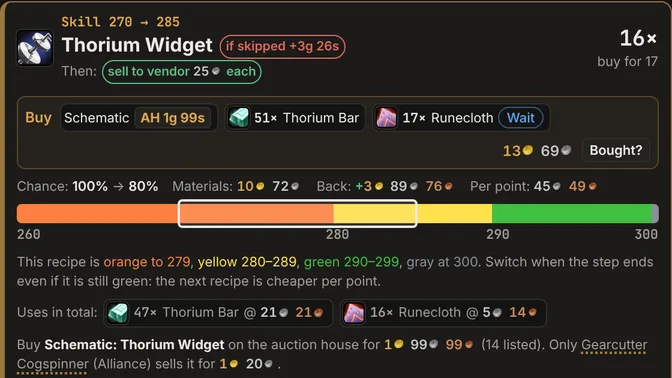 Skill 270 → 285
Thorium Widget if skipped +3g 26s 16×
Then: sell to vendor 25 each buy for 17
Buy Schematic AH 1g 99s 51× Thorium Bar 17× Runecloth Wait
13 69 Bought?
Chance: 100% → 80% Materials: 10 72 Back: +3 89 76 Per point: 45 49
260 280 290 300
This recipe is orange to 279, yellow 280–289, green 290–299, gray at 300. Switch when the step ends
even if it is still green: the next recipe is cheaper per point.
Uses in total: 47× Thorium Bar @ 21 21 16× Runecloth @ 5 14
Buy Schematic: Thorium Widget on the auction house for 1 99 99 (14 listed). Only Gearcutter
Cogspinner (Alliance) sells it for 1 20 .